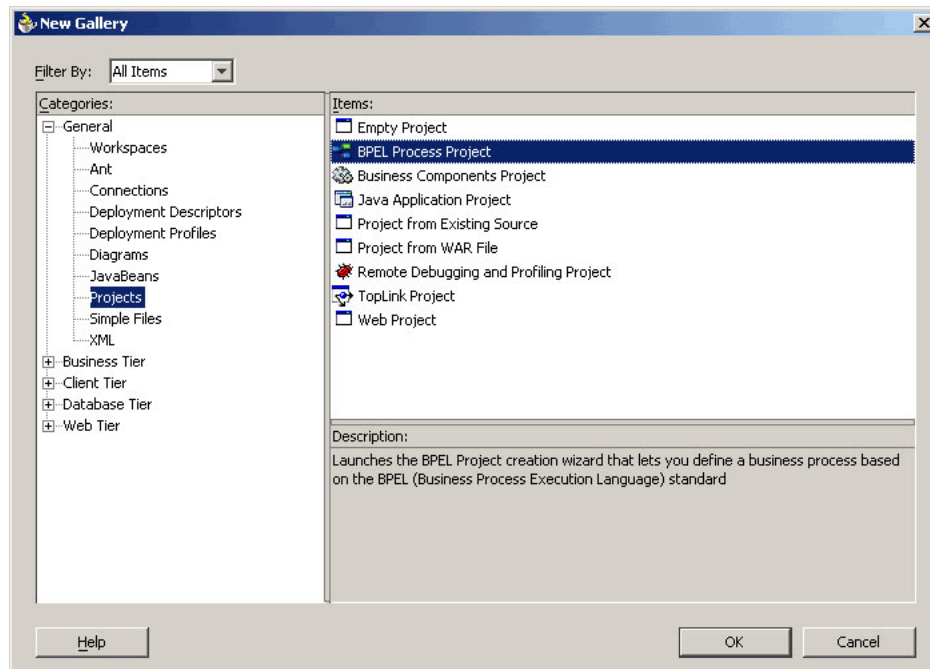 New Gallery
Filter By: All Items
Categories:
General
Workspaces
Ant
Connections
Deployment Descriptors
Deployment Profiles
Diagrams
JavaBeans
Projects
Simple Files
XML
Business Tier
Client Tier
Database Tier
Web Tier
Items:
Empty Project
BPEL Process Project
Business Components Project
Java Application Project
Project from Existing Source
Project from WAR File
Remote Debugging and Profiling Project
TopLink Project
Web Project
Description:
Launches the BPEL Project creation wizard that lets you define a business process based
on the BPEL (Business Process Execution Language) standard
Help
OK
Cancel